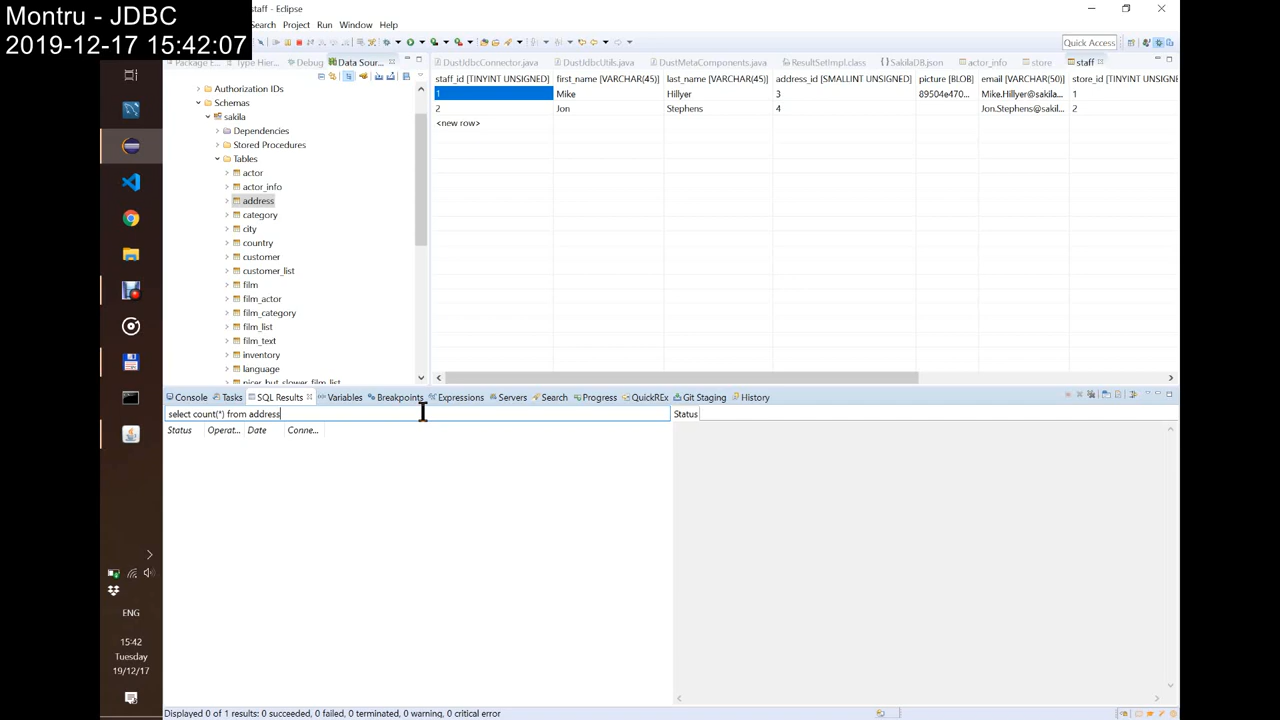 Montru - JDBC
2019-12-17 15:42:07
staff - Eclipse
Search Project Run Window Help
Quick Access
Package E... Type Hier... Debug Data Sour...
DustJdbcConnector.java DustJdbcUtils.java DustMetaComponents.java ResultSetImpl.class SakilaDB.json actor_info store staff
Authorization IDs
Schemas
sakila
Dependencies
Stored Procedures
Tables
actor
actor_info
address
category
city
country
customer
customer_list
film
film_actor
film_category
film_list
film_text
inventory
language
nicer_but_slower_film_list
staff_id [TINYINT UNSIGNED] first_name [VARCHAR(45)] last_name [VARCHAR(45)] address_id [SMALLINT UNSIGNED] picture [BLOB] email [VARCHAR(50)] store_id [TINYINT UNSIGNE
1 Mike Hillyer 3 89504e470... Mike.Hillyer@sakila... 1
2 Jon Stephens 4 Jon.Stephens@sakil... 2
<new row>
Console Tasks SQL Results Variables Breakpoints Expressions Servers Search Progress QuickREx Git Staging History
select count(*) from address
Status
Status Operat... Date Conne...
Displayed 0 of 1 results: 0 succeeded, 0 failed, 0 terminated, 0 warning, 0 critical error
ENG
15:42
Tuesday
19/12/17